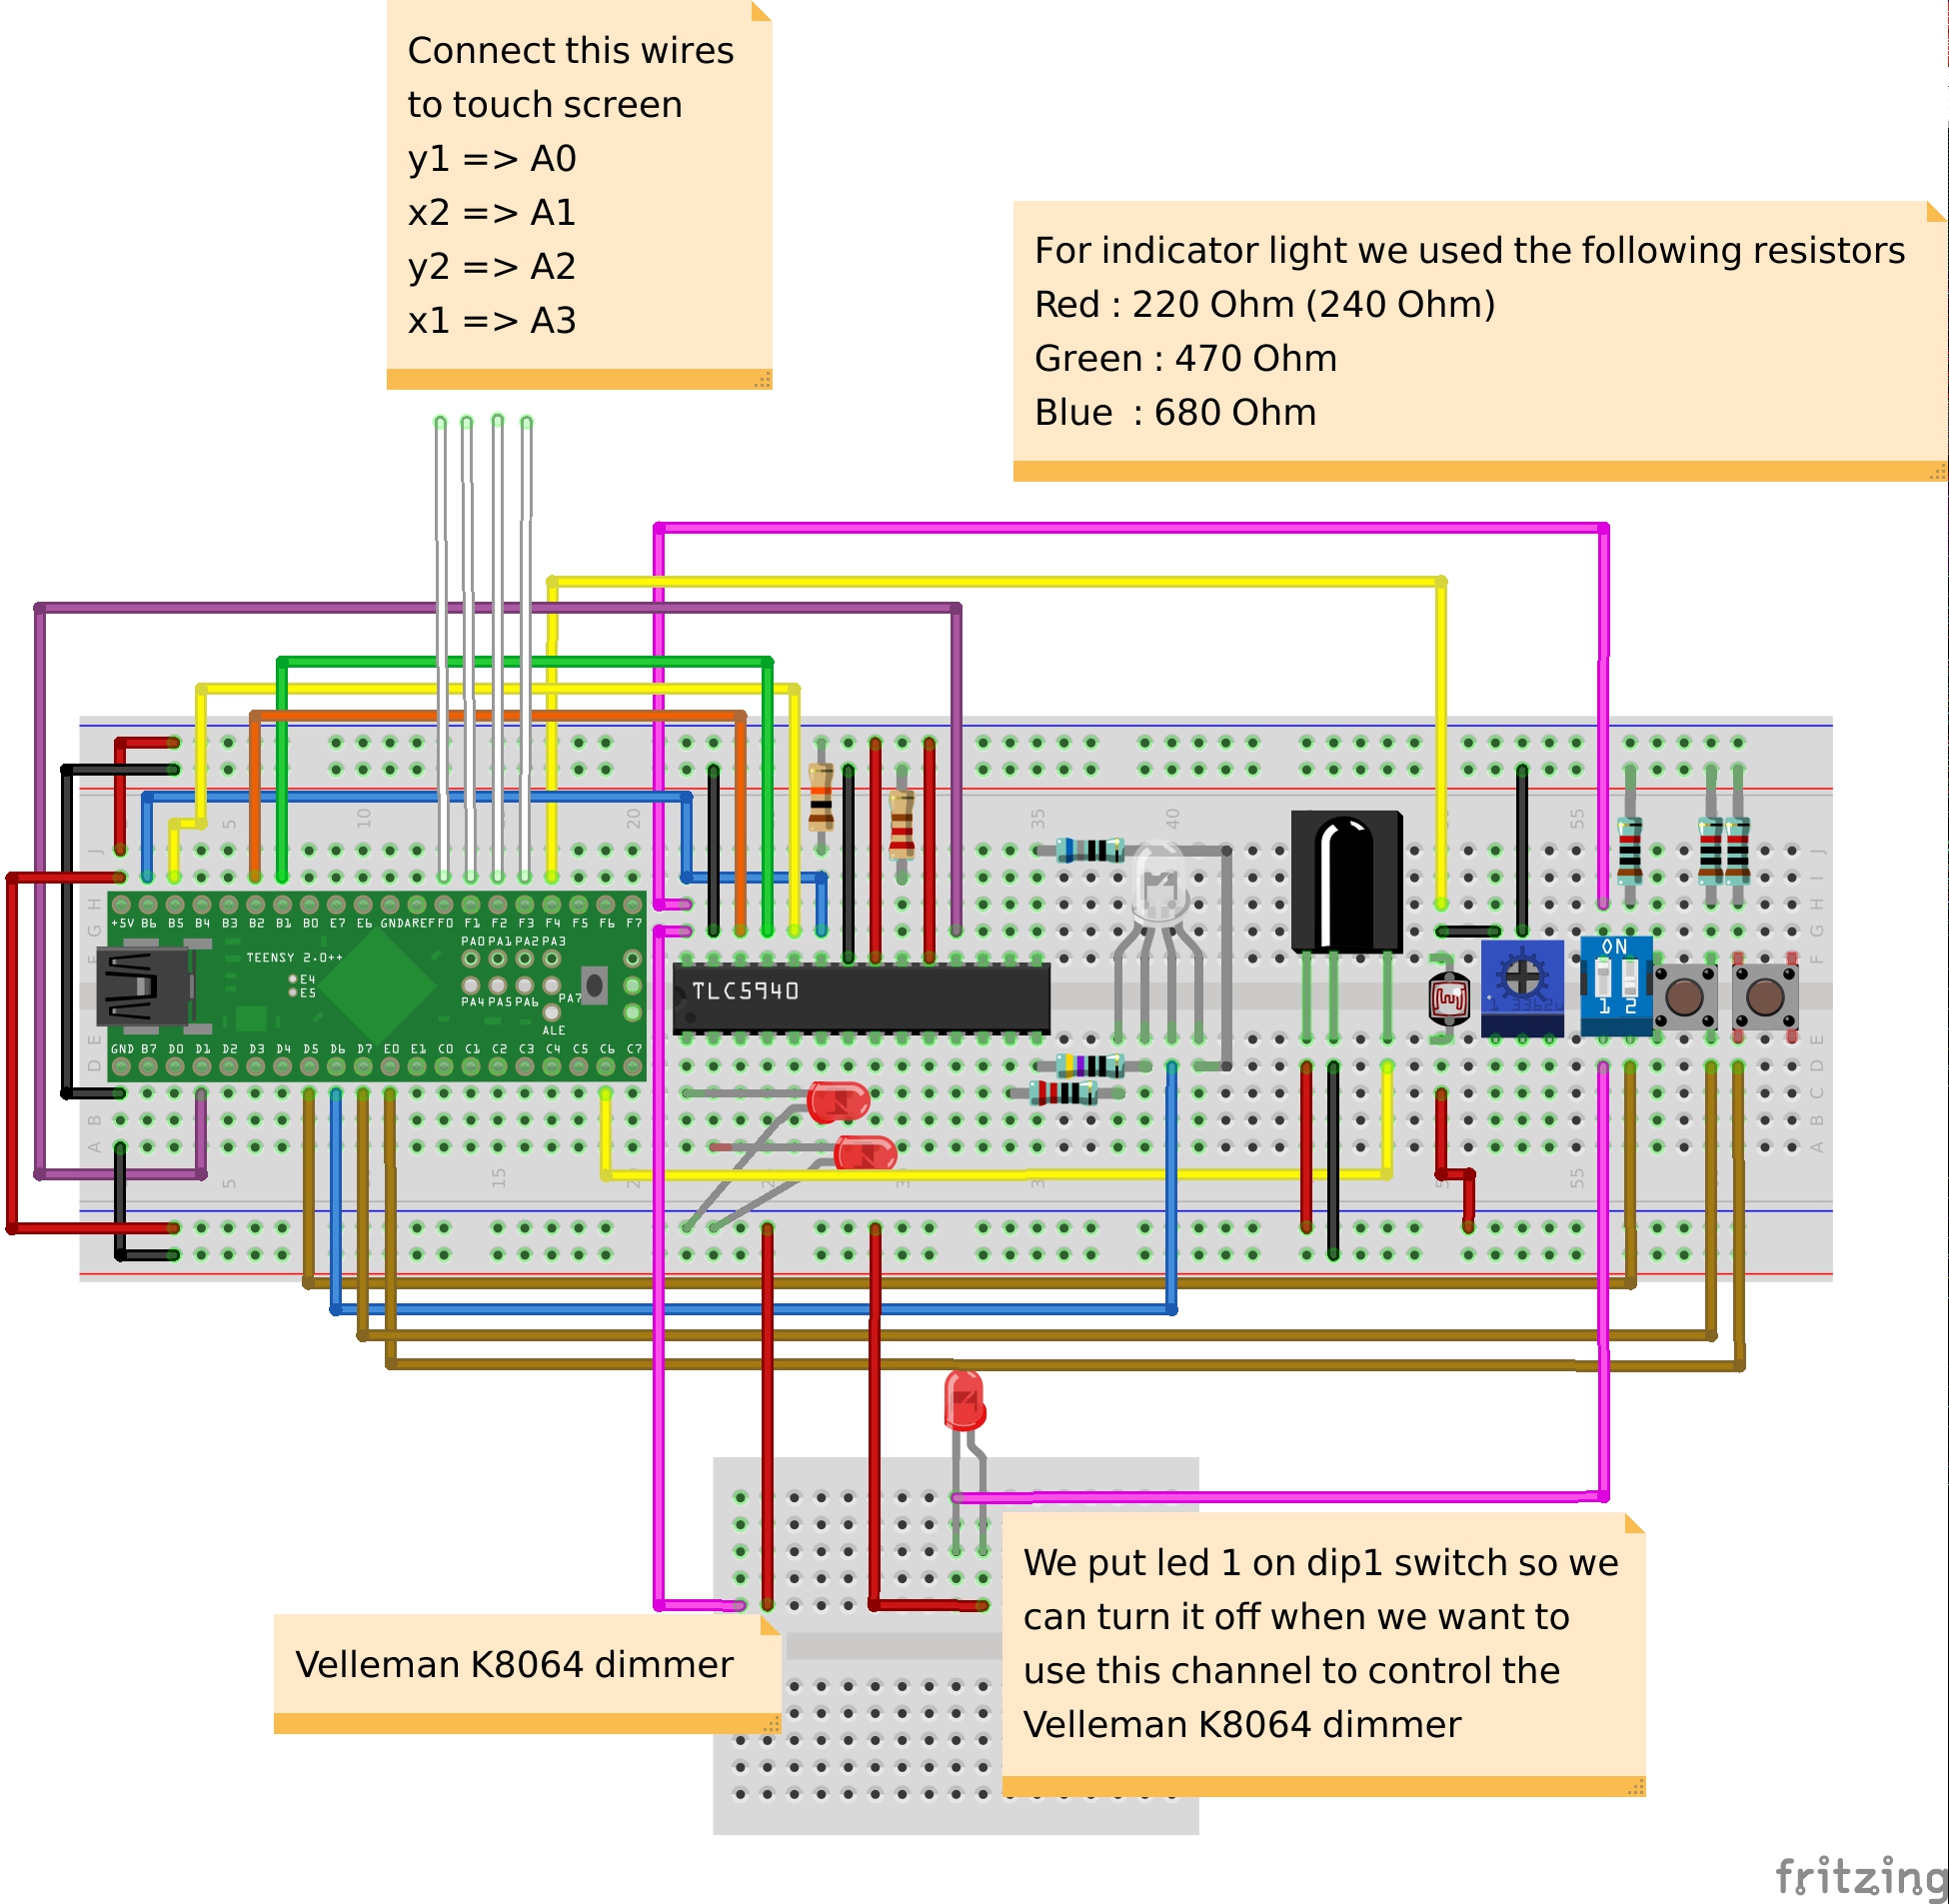 Connect this wires
to touch screen
y1 => A0
x2 => A1
y2 => A2
x1 => A3
For indicator light we used the following resistors
Red : 220 Ohm (240 Ohm)
Green : 470 Ohm
Blue : 680 Ohm
5 10 20 35 40 55
J J
I
H H
G G
F
+5V B6 B5 B4 B3 B2 B1 B0 E7 E6 GND AREF F0 F1 F2 F3 F4 F5 F6 F7
PA0 PA1 PA2 PA3
TEENSY 2.0++
E4
E5
PA4 PA5 PA6 PA7
ALE
GND B7 D0 D1 D2 D3 D4 D5 D6 D7 E0 E1 C0 C1 C2 C3 C4 C5 C6 C7
TLC5940
ON
1 2
E E
D D
C
B B
A A
5 15 55
Velleman K8064 dimmer
We put led 1 on dip1 switch so we
can turn it off when we want to
use this channel to control the
Velleman K8064 dimmer
fritzing